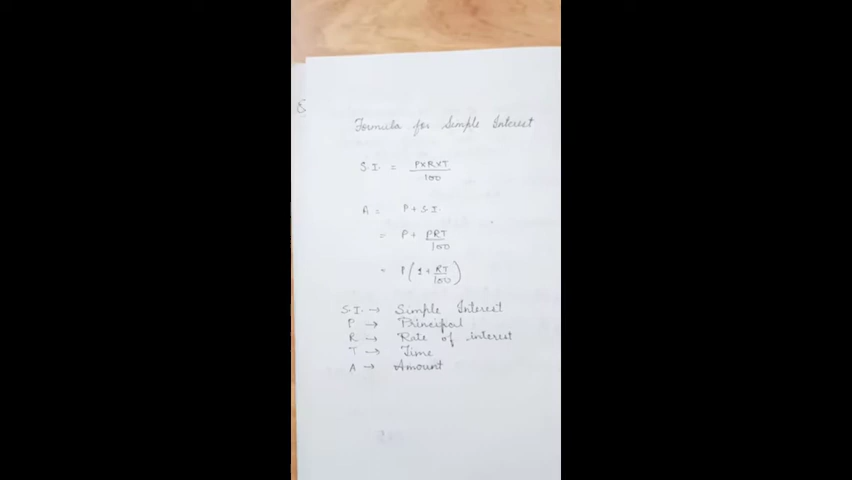 Formula for Simple Interest
S.I. = PXRXT/100
A = P + S.I.
= P + PRT/100
= P(1 + RT/100)
S.I. → Simple Interest
P → Principal
R → Rate of interest
T → Time
A → Amount